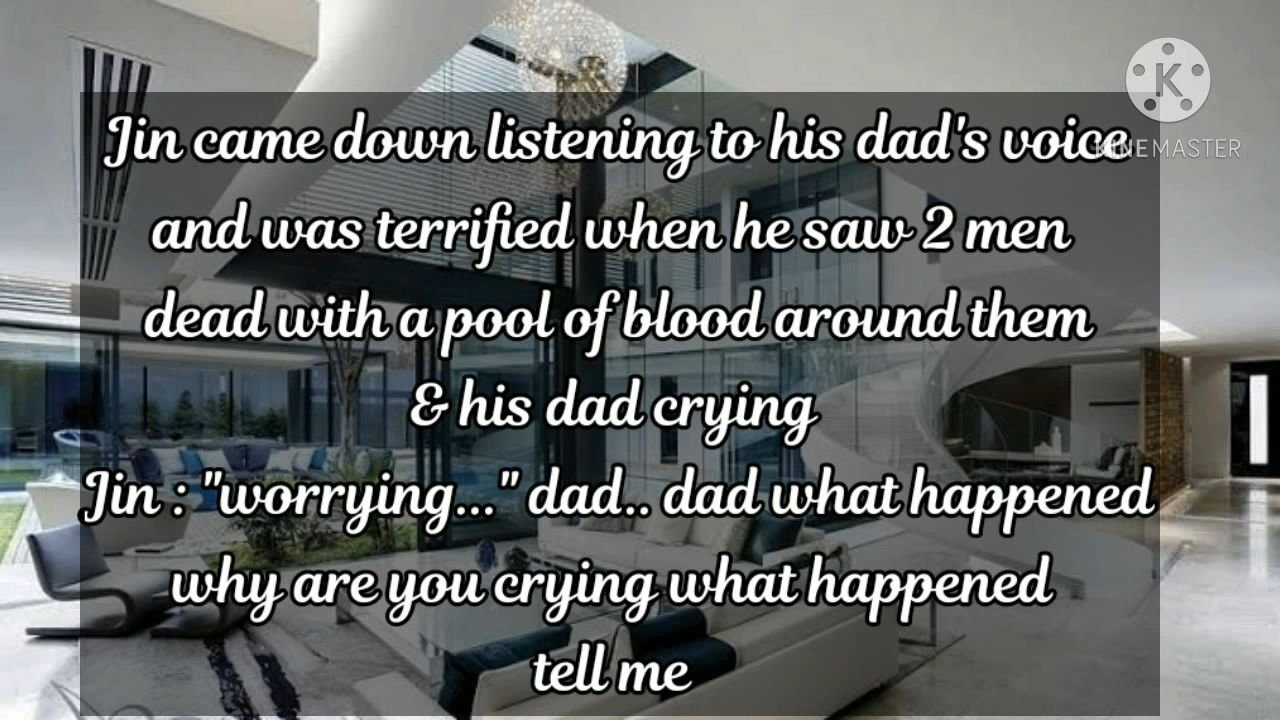 Jin came down listening to his dad's voice
and was terrified when he saw 2 men
dead with a pool of blood around them
& his dad crying
Jin : "worrying..." dad.. dad what happened
why are you crying what happened
tell me
K
KINEMASTER